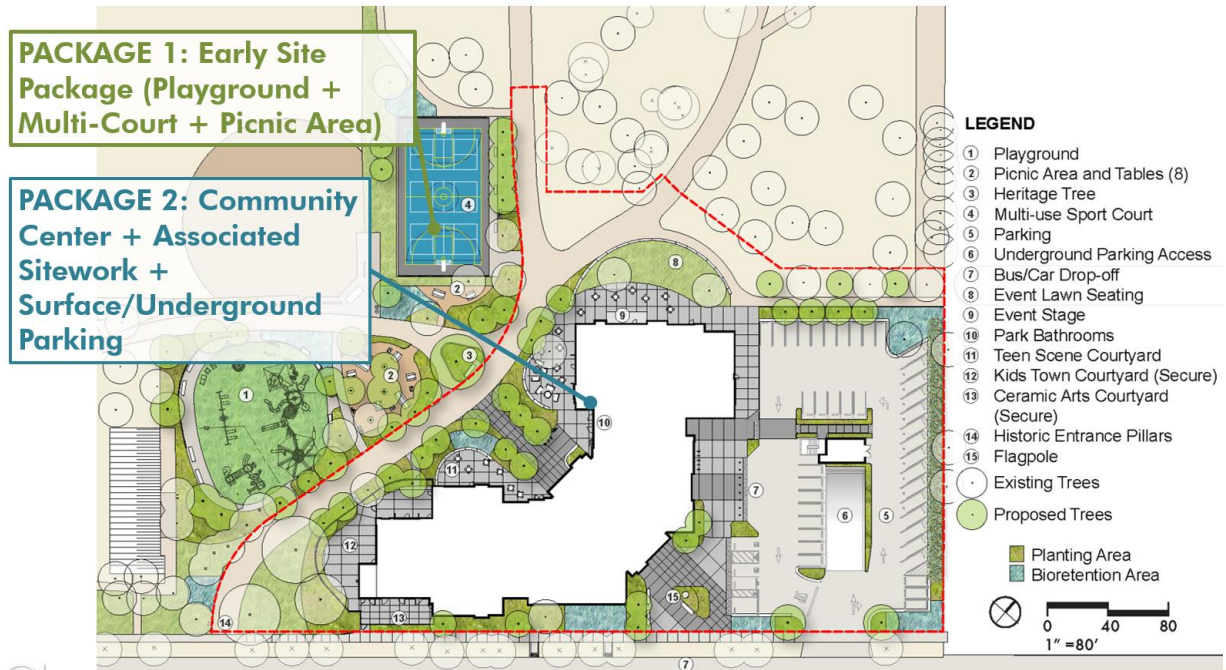 PACKAGE 1: Early Site
Package (Playground +
Multi-Court + Picnic Area)
PACKAGE 2: Community
Center + Associated
Sitework +
Surface/Underground
Parking
4
8
2
9
3
2
1
10
11
7
6
5
12
15
13
14
7
LEGEND
1 Playground
2 Picnic Area and Tables (8)
3 Heritage Tree
4 Multi-use Sport Court
5 Parking
6 Underground Parking Access
7 Bus/Car Drop-off
8 Event Lawn Seating
9 Event Stage
10 Park Bathrooms
11 Teen Scene Courtyard
12 Kids Town Courtyard (Secure)
13 Ceramic Arts Courtyard
(Secure)
14 Historic Entrance Pillars
15 Flagpole
Existing Trees
Proposed Trees
Planting Area
Bioretention Area
0 40 80
1" =80'